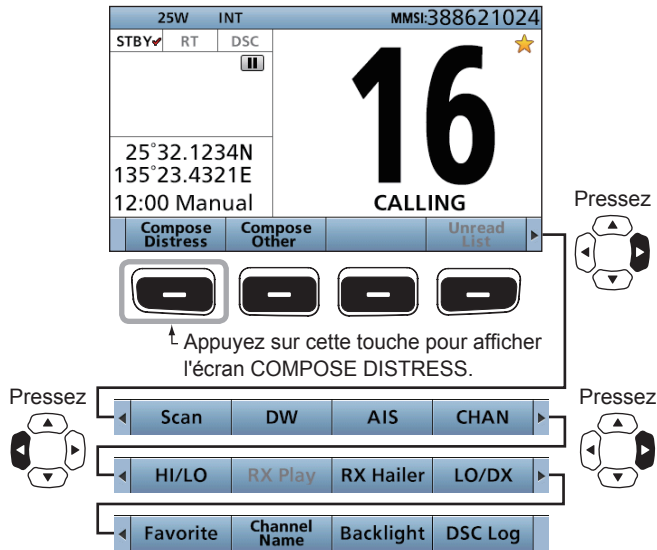 25W INT MMSI:388621024
STBY RT DSC
16
25°32.1234N
135°23.4321E
12:00 Manual
CALLING
Pressez
Compose Distress
Compose Other
Unread List
Appuyez sur cette touche pour afficher
l'écran COMPOSE DISTRESS.
Pressez
Pressez
Scan DW AIS CHAN
HI/LO RX Play RX Hailer LO/DX
Favorite Channel Name Backlight DSC Log